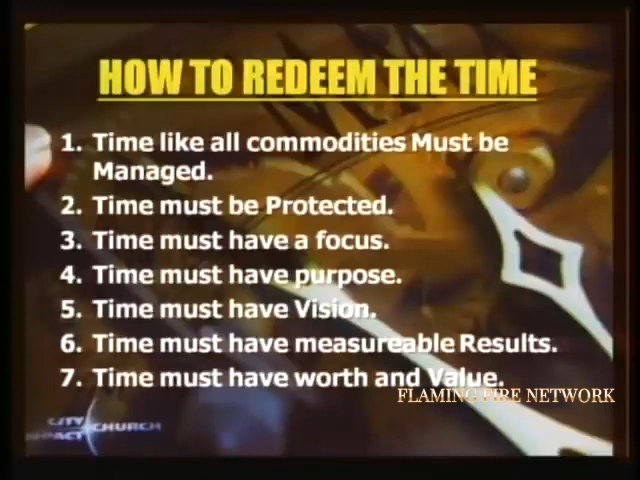 HOW TO REDEEM THE TIME
1. Time like all commodities Must be
Managed.
2. Time must be Protected.
3. Time must have a focus.
4. Time must have purpose.
5. Time must have Vision.
6. Time must have measureable Results.
7. Time must have worth and Value.
FLAMING FIRE NETWORK
CITY
IMPACT CHURCH